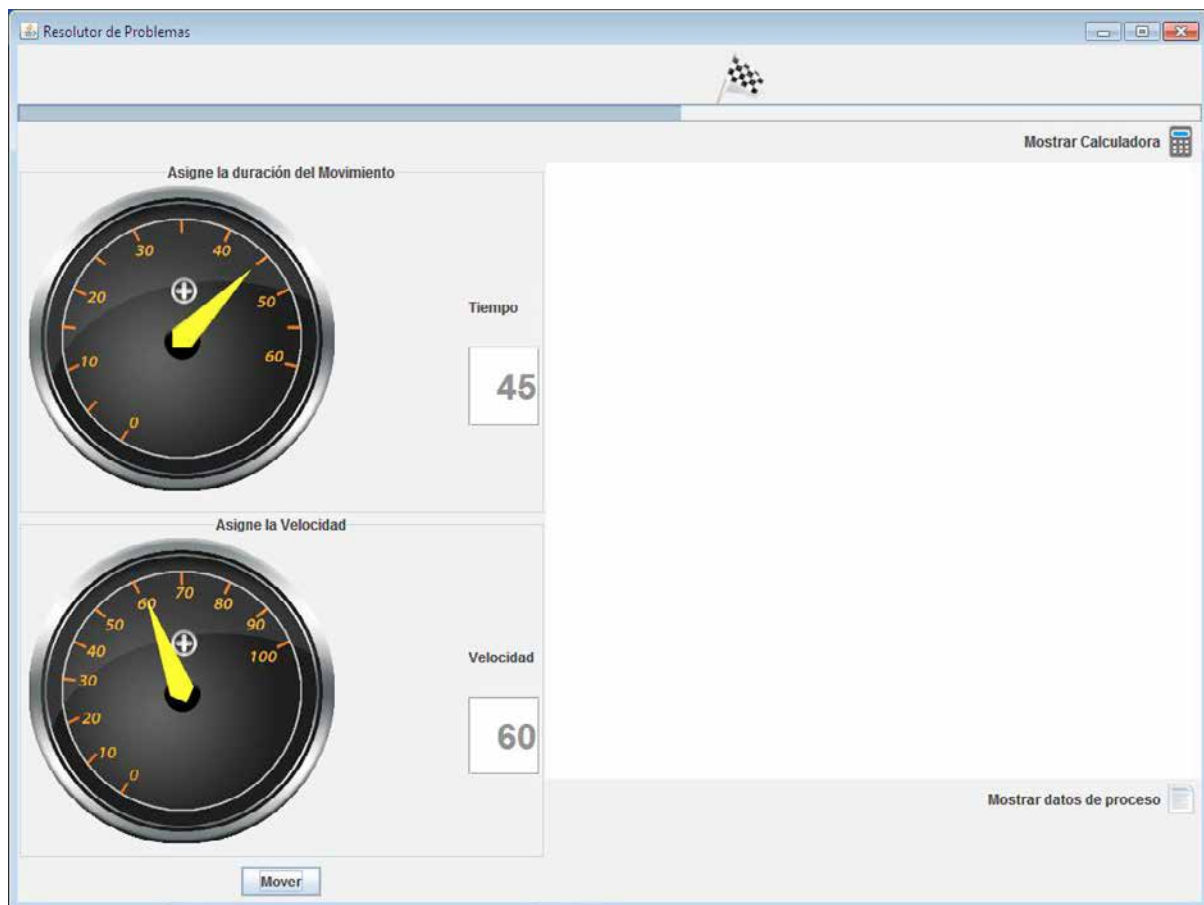 Resolutor de Problemas
Mostrar Calculadora
Asigne la duración del Movimiento
30
40
20
50
10
60
0
Tiempo
45
Asigne la Velocidad
70
60
80
50
90
40
100
30
20
10
0
Velocidad
60
Mostrar datos de proceso
Mover